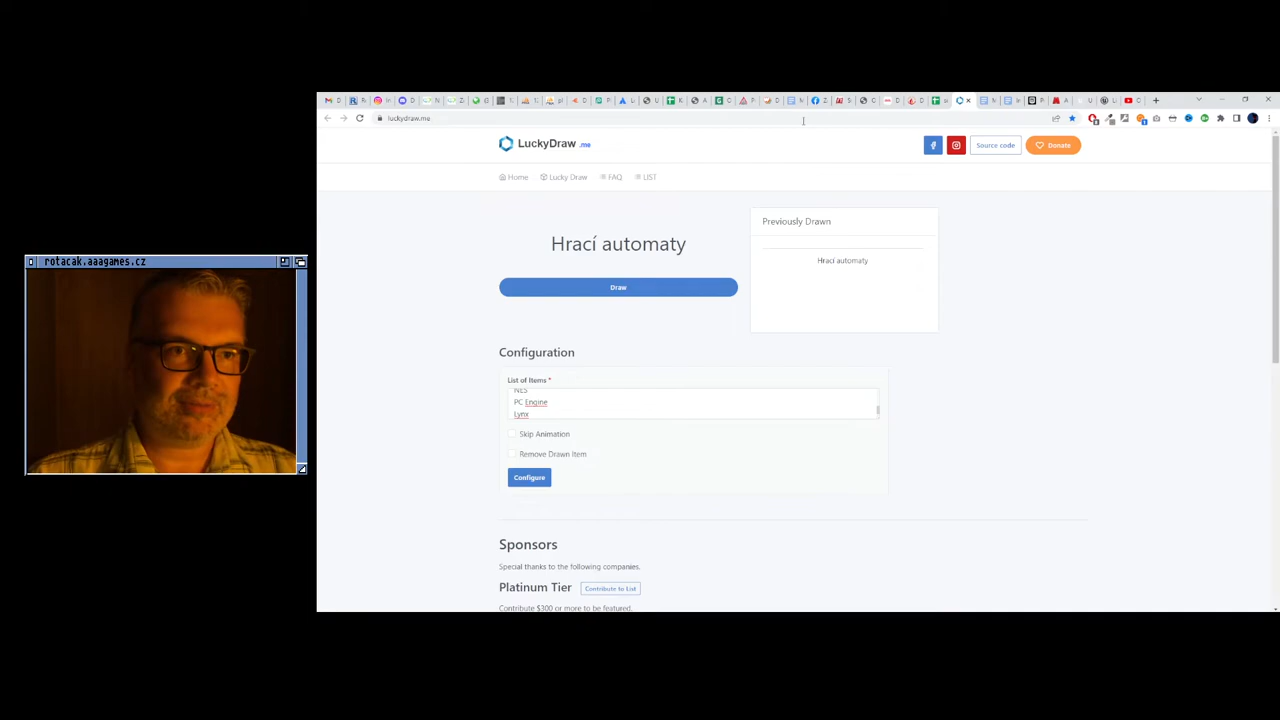 luckydraw.me
LuckyDraw .me
Source code
Donate
Home
Lucky Draw
FAQ
LIST
Hrací automaty
Draw
Previously Drawn
Hrací automaty
Configuration
List of Items *
NES
PC Engine
Lynx
Skip Animation
Remove Drawn Item
Configure
Sponsors
Special thanks to the following companies.
Platinum Tier
Contribute to List
Contribute $300 or more to be featured.
rotacak.aaagames.cz